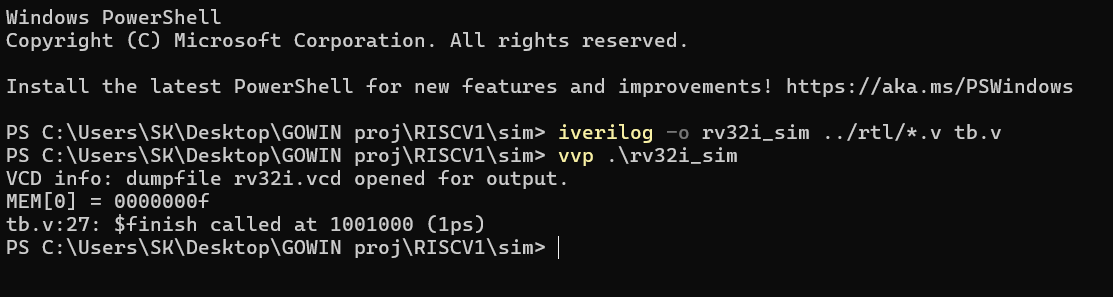 Windows PowerShell
Copyright (C) Microsoft Corporation. All rights reserved.
Install the latest PowerShell for new features and improvements! https://aka.ms/PSWindows
PS C:\Users\SK\Desktop\GOWIN proj\RISCV1\sim> iverilog -o rv32i_sim ../rtl/*.v tb.v
PS C:\Users\SK\Desktop\GOWIN proj\RISCV1\sim> vvp .\rv32i_sim
VCD info: dumpfile rv32i.vcd opened for output.
MEM[0] = 0000000f
tb.v:27: $finish called at 1001000 (1ps)
PS C:\Users\SK\Desktop\GOWIN proj\RISCV1\sim>